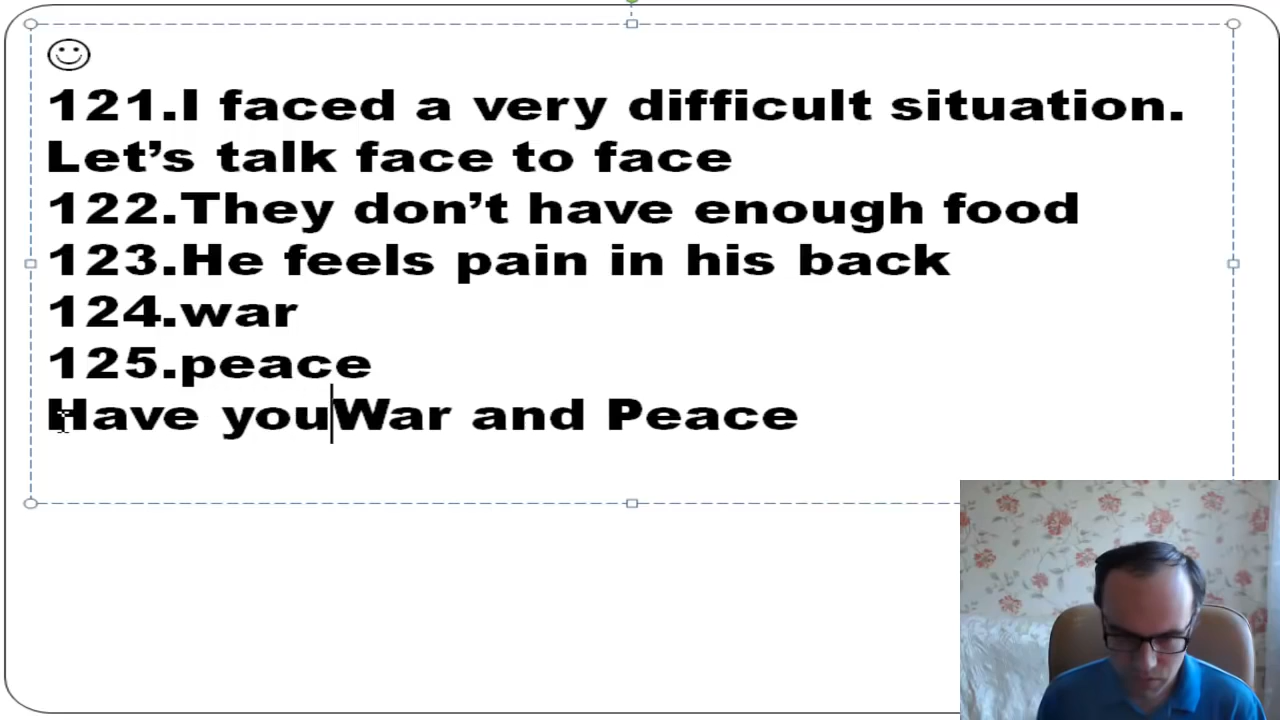 121.I faced a very difficult situation.
Let’s talk face to face
122.They don’t have enough food
123.He feels pain in his back
124.war
125.peace
Have youWar and Peace